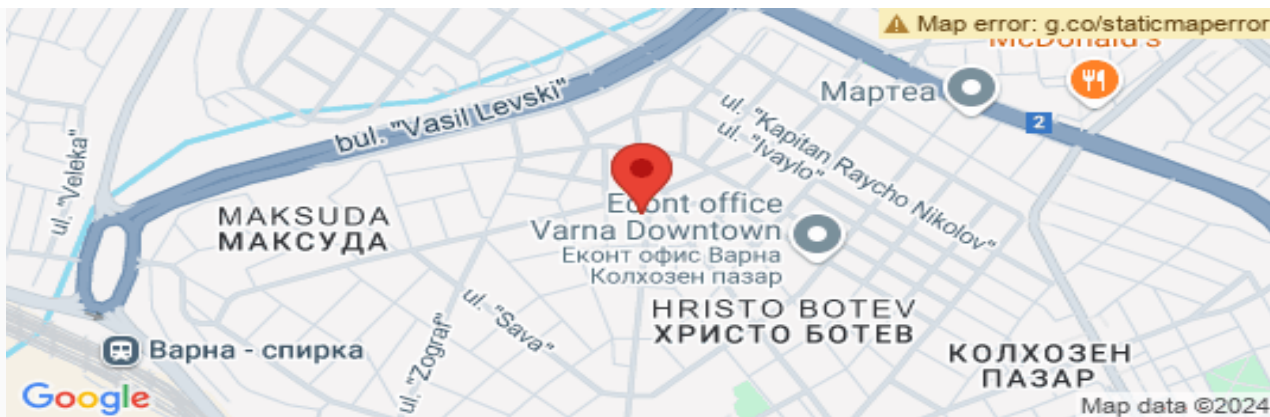 Map error: g.co/staticmaperror
McDonald's
Мартеа
2
bul. "Vasil Levski"
ul. "Kapitan Raycho Nikolov"
ul. "Ivaylo"
ul. "Veleka"
Econt office
Varna Downtown
Еконт офис Варна
Колхозен пазар
MAKSUDA
МАКСУДА
HRISTO BOTEV
ХРИСТО БОТЕВ
ul. "Sava"
ul. "Zograf"
Варна - спирка
КОЛХОЗЕН
ПАЗАР
Google
Map data ©2024